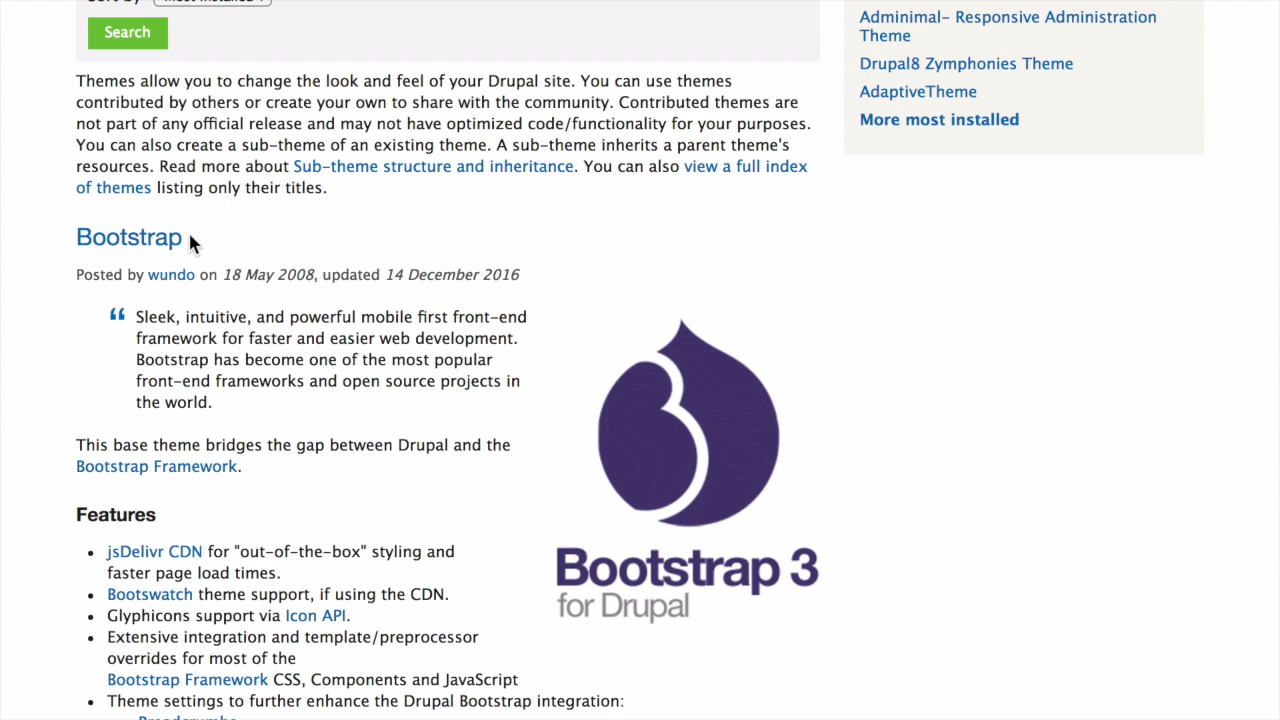 Search
Themes allow you to change the look and feel of your Drupal site. You can use themes
contributed by others or create your own to share with the community. Contributed themes are
not part of any official release and may not have optimized code/functionality for your purposes.
You can also create a sub-theme of an existing theme. A sub-theme inherits a parent theme's
resources. Read more about Sub-theme structure and inheritance. You can also view a full index
of themes listing only their titles.
Bootstrap
Posted by wundo on 18 May 2008, updated 14 December 2016
“ Sleek, intuitive, and powerful mobile first front-end
framework for faster and easier web development.
Bootstrap has become one of the most popular
front-end frameworks and open source projects in
the world.
This base theme bridges the gap between Drupal and the
Bootstrap Framework.
Features
• jsDelivr CDN for "out-of-the-box" styling and
faster page load times.
• Bootswatch theme support, if using the CDN.
• Glyphicons support via Icon API.
• Extensive integration and template/preprocessor
overrides for most of the
Bootstrap Framework CSS, Components and JavaScript
• Theme settings to further enhance the Drupal Bootstrap integration:
Bootstrap 3
for Drupal
Adminimal- Responsive Administration
Theme
Drupal8 Zymphonies Theme
AdaptiveTheme
More most installed